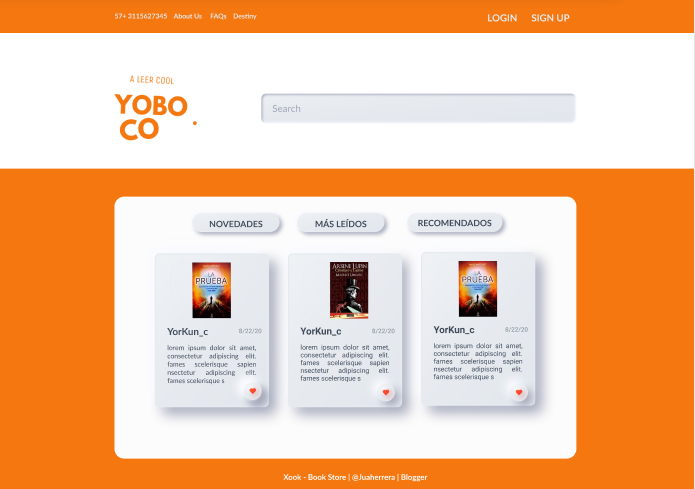 57+ 3115627345 About Us FAQs Destiny
LOGIN SIGN UP
A LEER COOL
YOBO
CO .
Search
NOVEDADES MÁS LEÍDOS RECOMENDADOS
LA
PRUEBA
YorKun_c 8/22/20
lorem ipsum dolor sit amet,
consectetur adipiscing elit.
fames scelerisque sapien
nsectetur adipiscing elit.
fames scelerisque s
ARSENE LUPIN
YorKun_c 8/22/20
lorem ipsum dolor sit amet,
consectetur adipiscing elit.
fames scelerisque sapien
nsectetur adipiscing elit.
fames scelerisque s
LA
PRUEBA
YorKun_c 8/22/20
lorem ipsum dolor sit amet,
consectetur adipiscing elit.
fames scelerisque sapien
nsectetur adipiscing elit.
fames scelerisque s
Xook - Book Store | @Juaherrera | Blogger